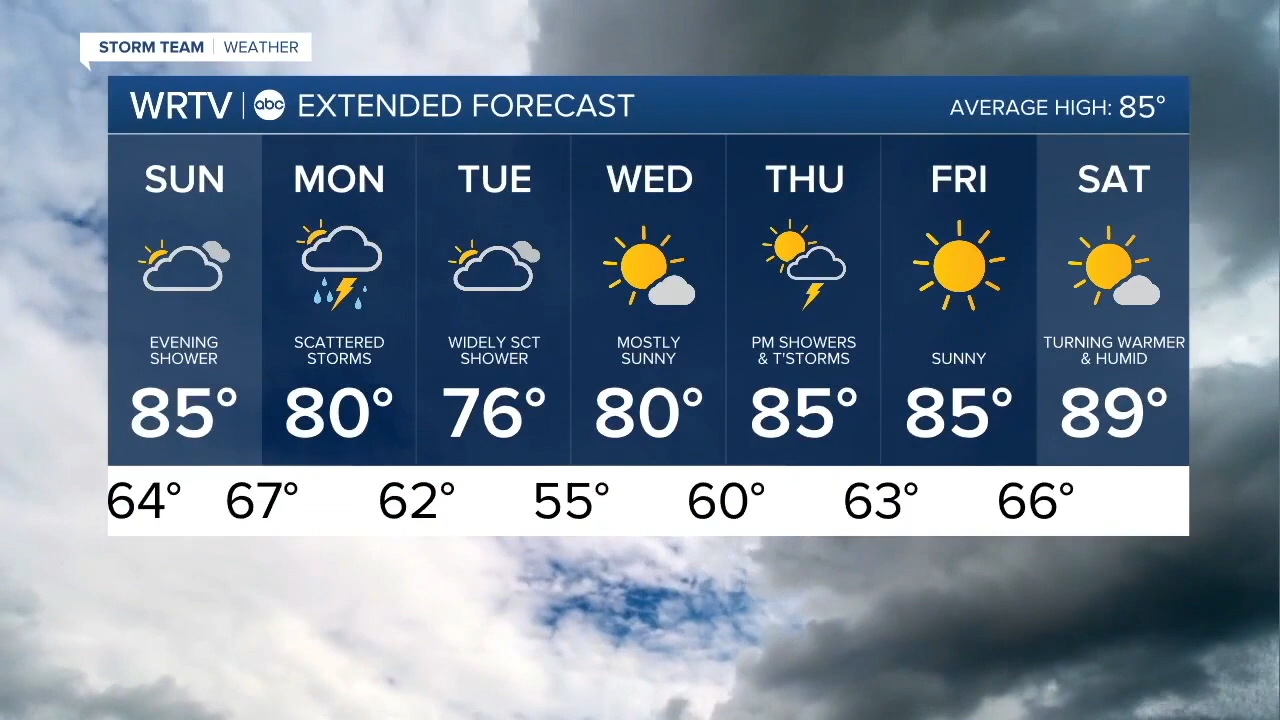 STORM TEAM | WEATHER
WRTV | abc EXTENDED FORECAST
AVERAGE HIGH: 85°
SUN
EVENING
SHOWER
85°
MON
SCATTERED
STORMS
80°
TUE
WIDELY SCT
SHOWER
76°
WED
MOSTLY
SUNNY
80°
THU
PM SHOWERS
& T'STORMS
85°
FRI
SUNNY
85°
SAT
TURNING WARMER
& HUMID
89°
64° 67° 62° 55° 60° 63° 66°